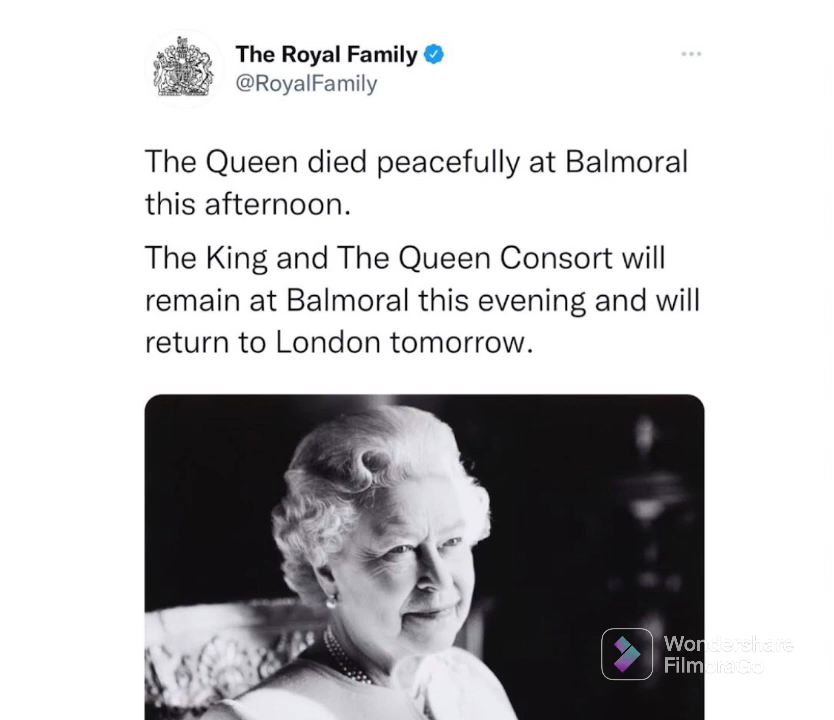 The Royal Family
@RoyalFamily
The Queen died peacefully at Balmoral
this afternoon.
The King and The Queen Consort will
remain at Balmoral this evening and will
return to London tomorrow.
Wondershare
FilmoraGo